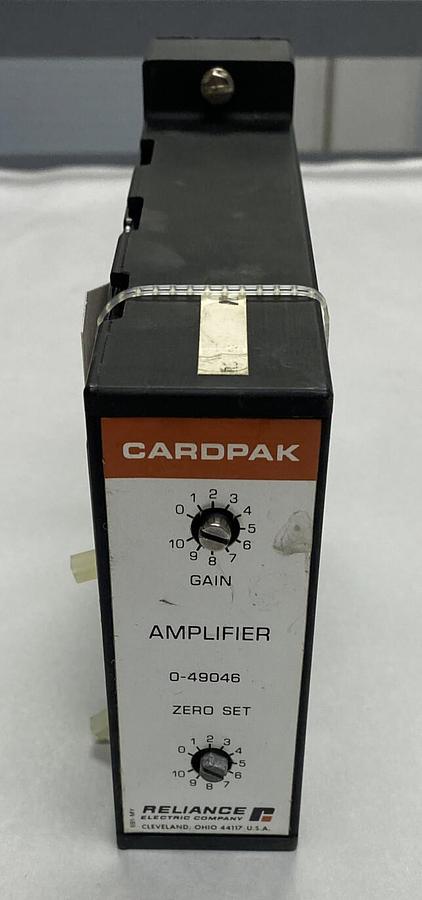 CARDPAK
0 1 2 3 4 5 6 7 8 9 10
GAIN
AMPLIFIER
0-49046
ZERO SET
0 1 2 3 4 5 6 7 8 9 10
RELIANCE
ELECTRIC COMPANY
CLEVELAND, OHIO 44117 U.S.A.